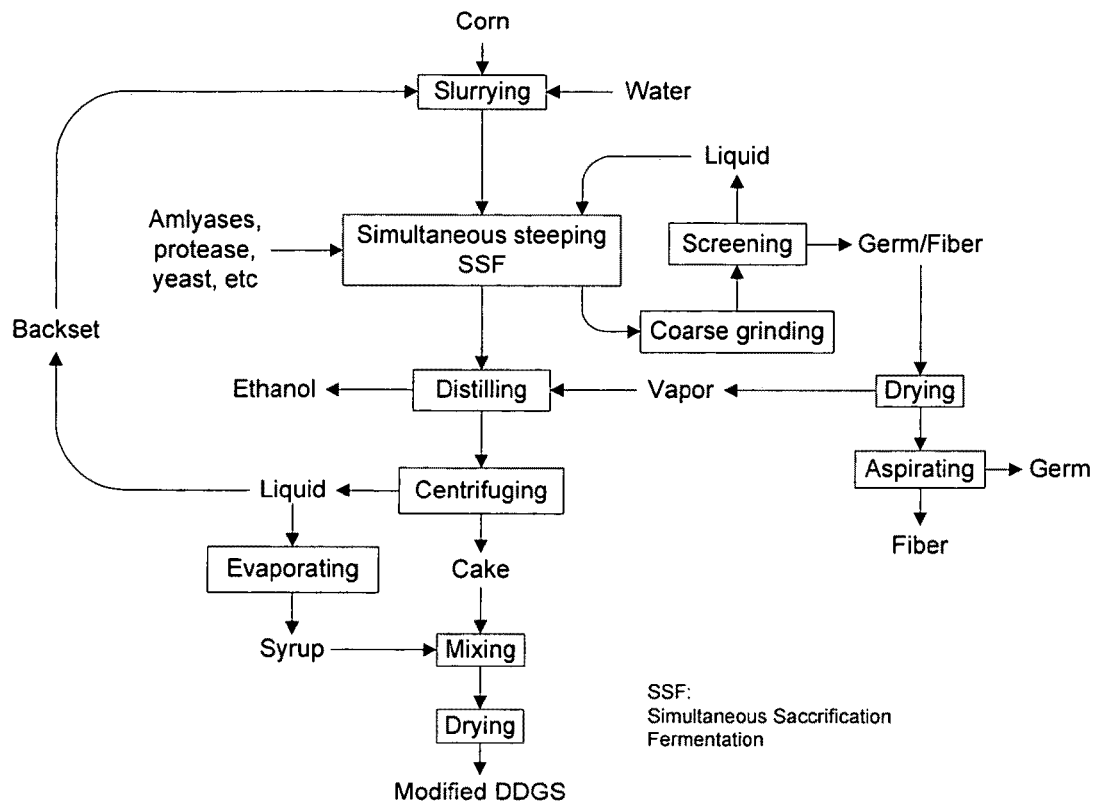 Corn
Slurrying
Water
Liquid
Amlyases,
protease,
yeast, etc
Simultaneous steeping
SSF
Screening
Germ/Fiber
Backset
Coarse grinding
Ethanol
Distilling
Vapor
Drying
Aspirating
Germ
Liquid
Centrifuging
Fiber
Evaporating
Cake
Syrup
Mixing
SSF:
Simultaneous Saccrification
Fermentation
Drying
Modified DDGS